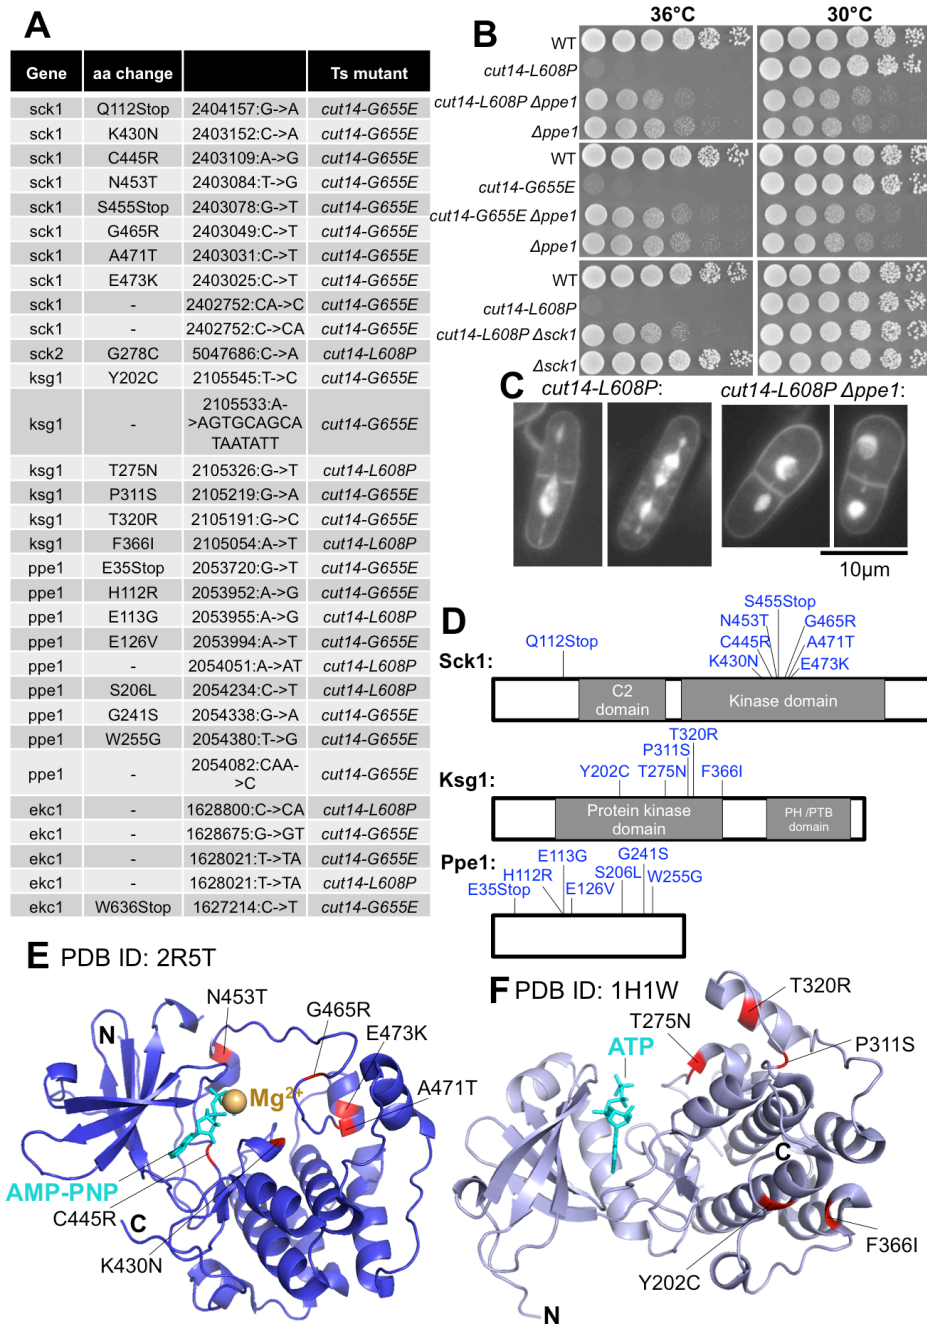 A
Gene aa change Ts mutant
sck1 Q112Stop 2404157:G->A cut14-G655E
sck1 K430N 2403152:C->A cut14-G655E
sck1 C445R 2403109:A->G cut14-G655E
sck1 N453T 2403084:T->G cut14-G655E
sck1 S455Stop 2403078:G->T cut14-G655E
sck1 G465R 2403049:C->T cut14-G655E
sck1 A471T 2403031:C->T cut14-G655E
sck1 E473K 2403025:C->T cut14-G655E
sck1 - 2402752:CA->C cut14-G655E
sck1 - 2402752:C->CA cut14-G655E
sck2 G278C 5047686:C->A cut14-L608P
ksg1 Y202C 2105545:T->C cut14-G655E
ksg1 - 2105533:A-
>AGTGCAGCA
TAATATT cut14-G655E
ksg1 T275N 2105326:G->T cut14-L608P
ksg1 P311S 2105219:G->A cut14-G655E
ksg1 T320R 2105191:G->C cut14-G655E
ksg1 F366I 2105054:A->T cut14-L608P
ppe1 E35Stop 2053720:G->T cut14-G655E
ppe1 H112R 2053952:A->G cut14-G655E
ppe1 E113G 2053955:A->G cut14-L608P
ppe1 E126V 2053994:A->T cut14-G655E
ppe1 - 2054051:A->AT cut14-L608P
ppe1 S206L 2054234:C->T cut14-L608P
ppe1 G241S 2054338:G->A cut14-G655E
ppe1 W255G 2054380:T->G cut14-G655E
ppe1 - 2054082:CAA-
>C cut14-G655E
ekc1 - 1628800:C->CA cut14-L608P
ekc1 - 1628675:G->GT cut14-G655E
ekc1 - 1628021:T->TA cut14-G655E
ekc1 - 1628021:T->TA cut14-L608P
ekc1 W636Stop 1627214:C->T cut14-G655E
B
36°C 30°C
WT
cut14-L608P
cut14-L608P Δppe1
Δppe1
WT
cut14-G655E
cut14-G655E Δppe1
Δppe1
WT
cut14-L608P
cut14-L608P Δsck1
Δsck1
C
cut14-L608P: cut14-L608P Δppe1:
10µm
D
S455Stop
N453T G465R
Q112Stop C445R A471T
Sck1: K430N E473K
C2
domain
Kinase domain
T320R
P311S
Ksg1: Y202C T275N F366I
Protein kinase
domain
PH /PTB
domain
Ppe1: E113G G241S
H112R S206L W255G
E35Stop E126V
E PDB ID: 2R5T
N453T
G465R
E473K
N
A471T
Mg2+
AMP-PNP
C445R
C
K430N
F PDB ID: 1H1W
T320R
T275N
ATP
P311S
C
F366I
Y202C
N